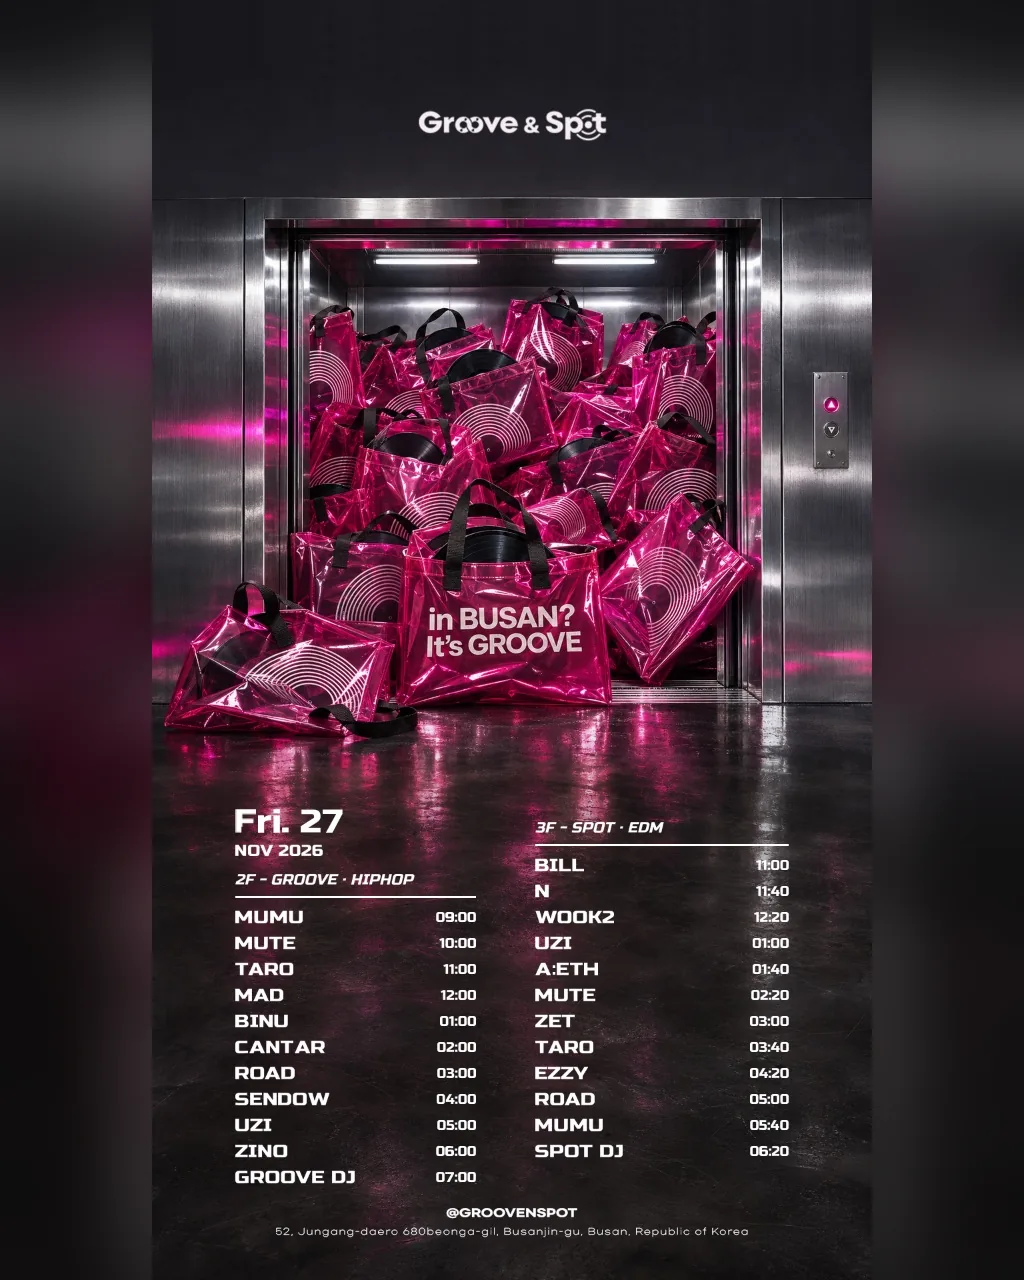 Groove & Spot
in BUSAN?
It's GROOVE
Fri. 27
NOV 2026
2F - GROOVE · HIPHOP
MUMU 09:00
MUTE 10:00
TARO 11:00
MAD 12:00
BINU 01:00
CANTAR 02:00
ROAD 03:00
SENDOW 04:00
UZI 05:00
ZINO 06:00
GROOVE DJ 07:00
3F - SPOT · EDM
BILL 11:00
N 11:40
WOOK2 12:20
UZI 01:00
A:ETH 01:40
MUTE 02:20
ZET 03:00
TARO 03:40
EZZY 04:20
ROAD 05:00
MUMU 05:40
SPOT DJ 06:20
@GROOVENSPOT
52, Jungang-daero 680beonga-gil, Busanjin-gu, Busan, Republic of Korea